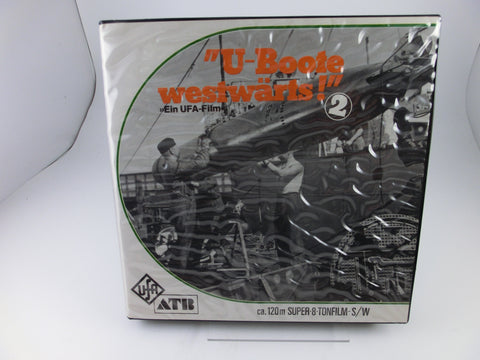 "U-Boote
westwärts!"
»Ein UFA-Film«
2
UFA
ATB
ca. 120 m SUPER-8-TONFILM-S/W